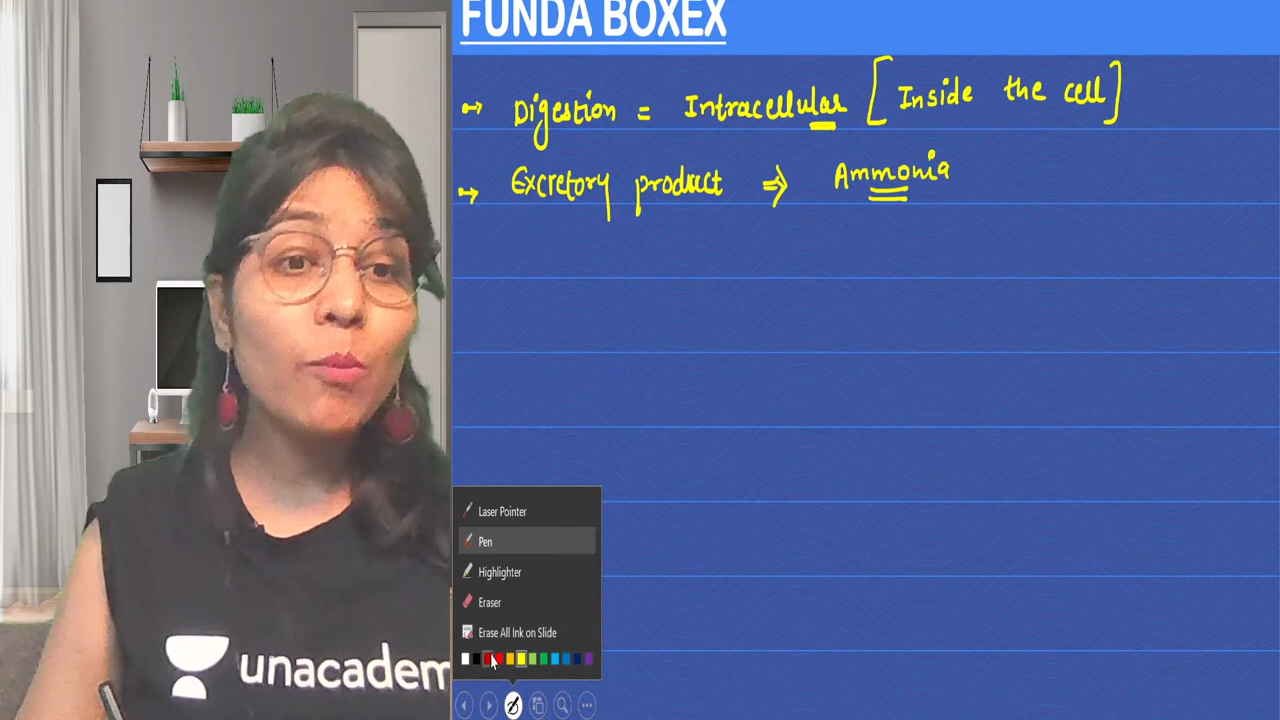 FUNDA BOXEX
→ Digestion = Intracellular [Inside the cell]
→ Excretory product ⇒ Ammonia
Laser Pointer
Pen
Highlighter
Eraser
Erase All Ink on Slide
unacadem